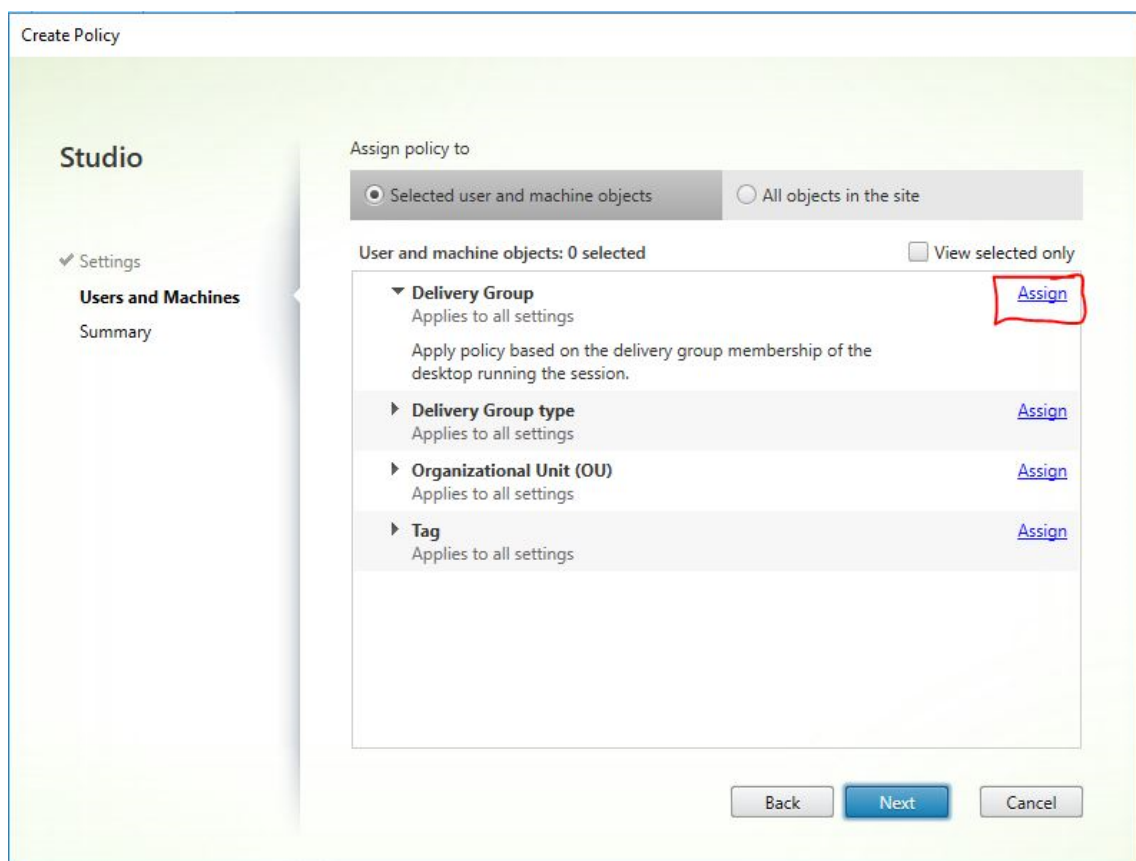 Create Policy
Studio
Settings
Users and Machines
Summary
Assign policy to
Selected user and machine objects
All objects in the site
User and machine objects: 0 selected
View selected only
Delivery Group
Assign
Applies to all settings
Apply policy based on the delivery group membership of the
desktop running the session.
Delivery Group type
Assign
Applies to all settings
Organizational Unit (OU)
Assign
Applies to all settings
Tag
Assign
Applies to all settings
Back
Next
Cancel